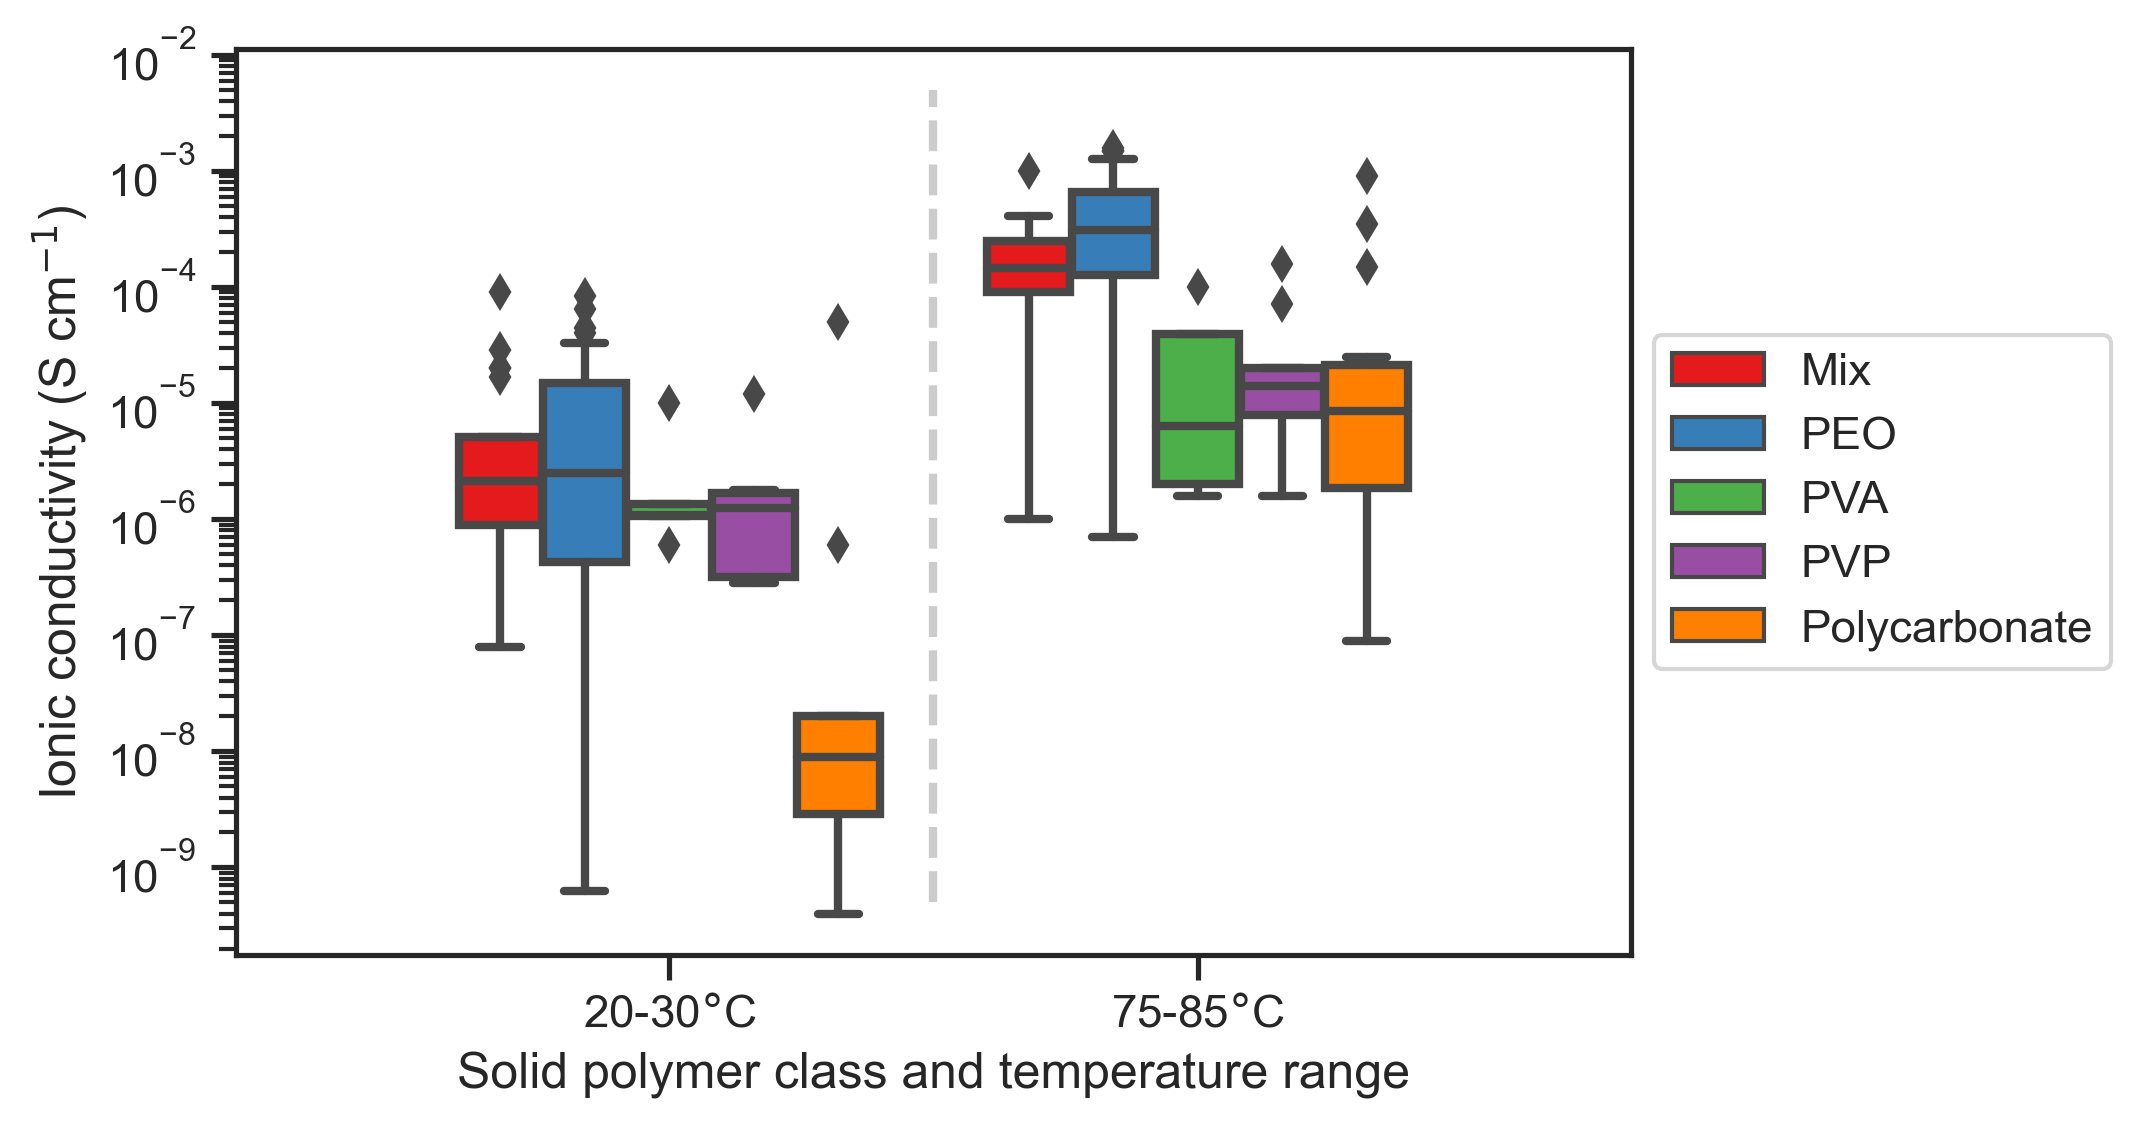 10⁻²
10⁻³
10⁻⁴
10⁻⁵
10⁻⁶
10⁻⁷
10⁻⁸
10⁻⁹
Ionic conductivity (S cm⁻¹)
20-30°C
75-85°C
Solid polymer class and temperature range
Mix
PEO
PVA
PVP
Polycarbonate